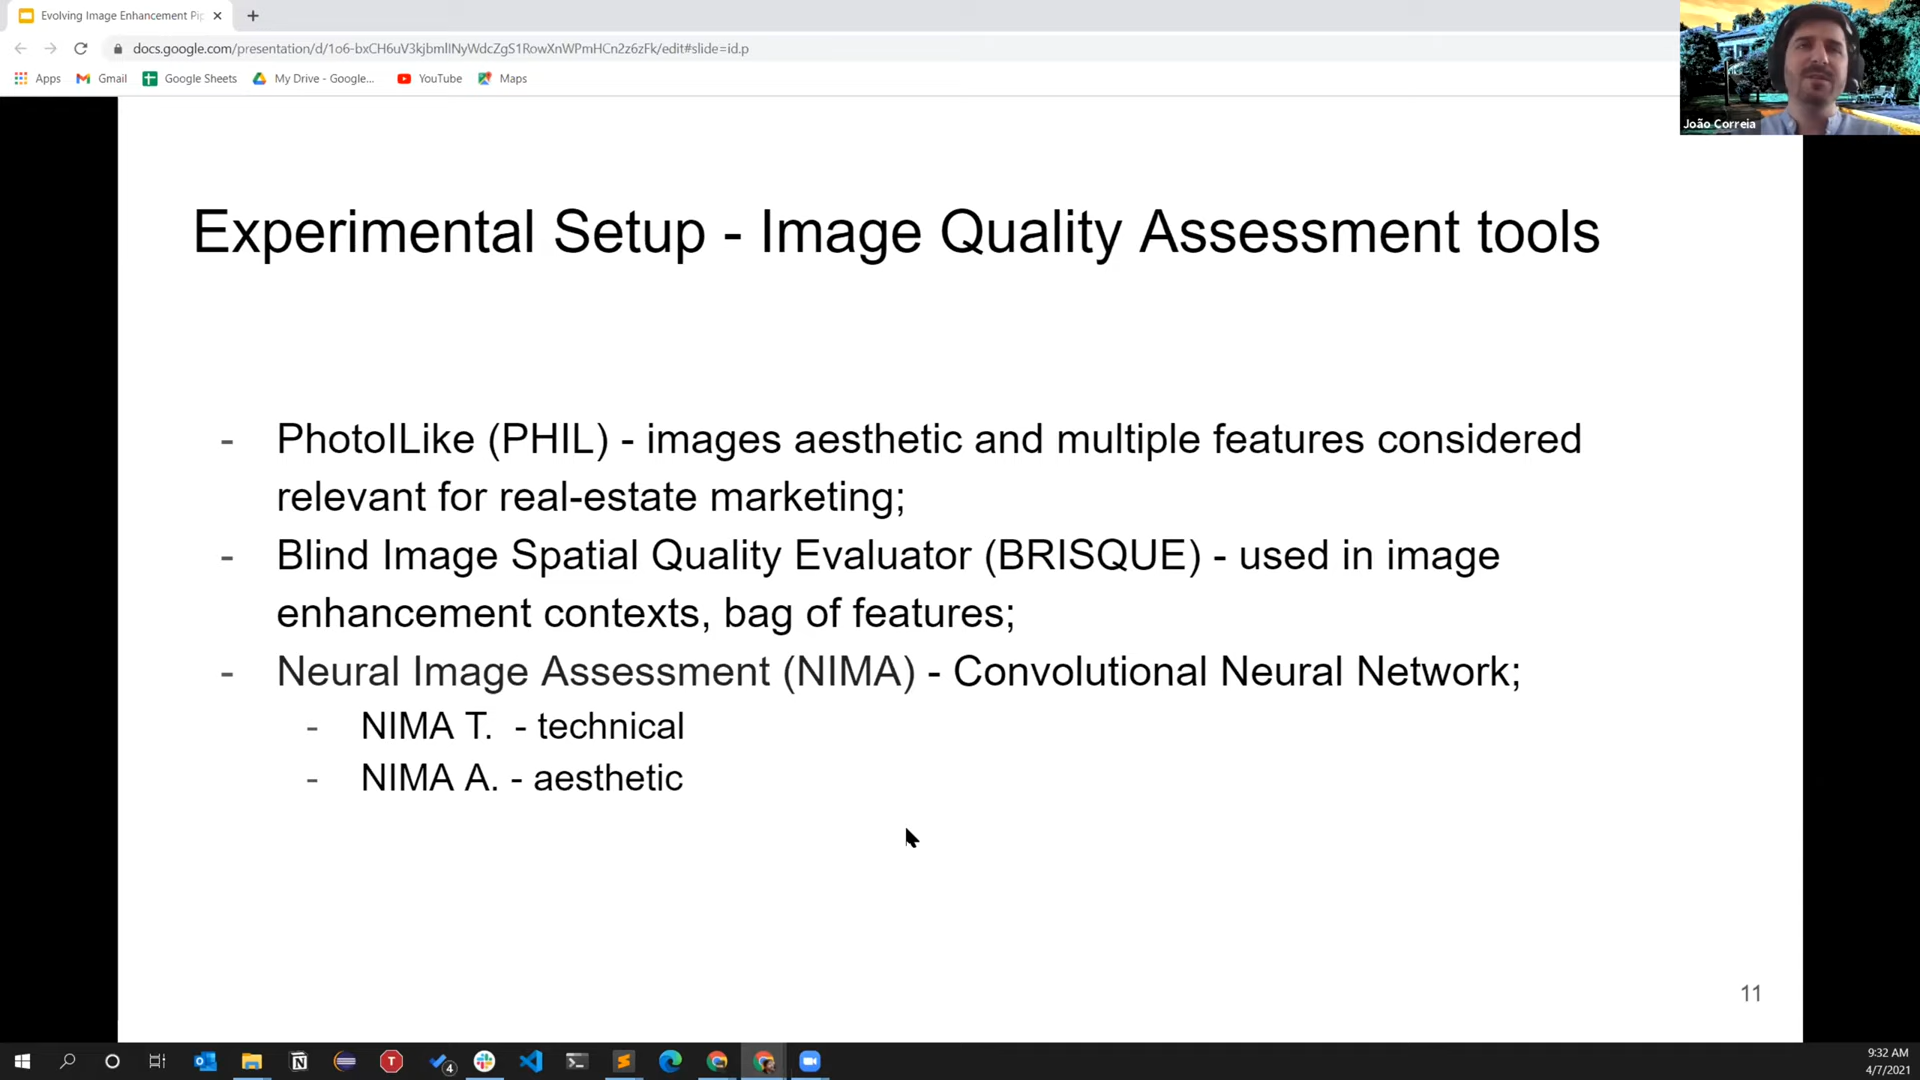 Evolving Image Enhancement Pip
docs.google.com/presentation/d/1o6-bxCH6uV3kjbmlINyWdcZgS1RowXnWPmHCn2z6zFk/edit#slide=id.p
Apps Gmail Google Sheets My Drive - Google... YouTube Maps
João Correia
Experimental Setup - Image Quality Assessment tools
- PhotoILike (PHIL) - images aesthetic and multiple features considered
relevant for real-estate marketing;
- Blind Image Spatial Quality Evaluator (BRISQUE) - used in image
enhancement contexts, bag of features;
- Neural Image Assessment (NIMA) - Convolutional Neural Network;
- NIMA T. - technical
- NIMA A. - aesthetic
11
4
9:32 AM
4/7/2021